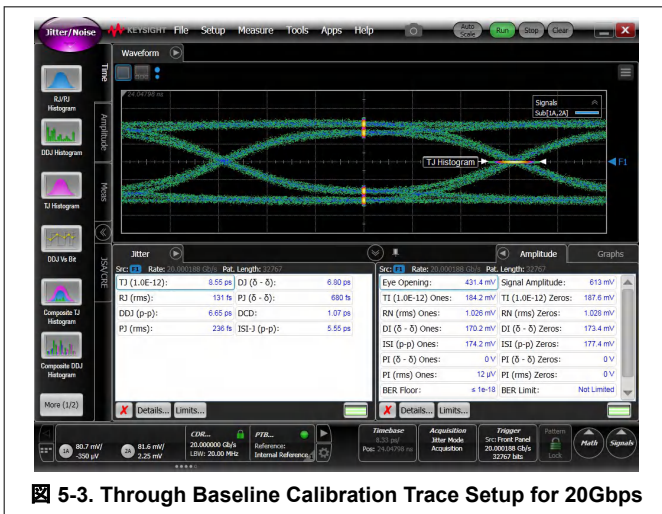 Jitter/Noise
KEYSIGHT File Setup Measure Tools Apps Help
Auto Scale Run Stop Clear
Waveform
Time
Amplitude
Meas
JSA/CRE
RJ/PJ Histogram
DDJ Histogram
TJ Histogram
DDJ Vs Bit
Composite TJ Histogram
Composite DDJ Histogram
More (1/2)
24.04798 ns
Signals
Sub[1A,2A]
TJ Histogram
F1
Jitter
Src: F1 Rate: 20.000188 Gb/s Pat. Length: 32767
TJ (1.0E-12): 8.55 ps DJ (δ - δ): 6.80 ps
RJ (rms): 131 fs PJ (δ - δ): 680 fs
DDJ (p-p): 6.65 ps DCD: 1.07 ps
PJ (rms): 236 fs ISI-J (p-p): 5.55 ps
Details... Limits...
Amplitude Graphs
Src: F1 Rate: 20.000188 Gb/s Pat. Length: 32767
Eye Opening: 431.4 mV Signal Amplitude: 613 mV
TI (1.0E-12) Ones: 184.2 mV TI (1.0E-12) Zeros: 187.6 mV
RN (rms) Ones: 1.026 mV RN (rms) Zeros: 1.028 mV
DI (δ - δ) Ones: 170.2 mV DI (δ - δ) Zeros: 173.4 mV
ISI (p-p) Ones: 174.2 mV ISI (p-p) Zeros: 177.4 mV
PI (δ - δ) Ones: 0 V PI (δ - δ) Zeros: 0 V
PI (rms) Ones: 12 µV PI (rms) Zeros: 0 V
BER Floor: ≤ 1e-18 BER Limit: Not Limited
Details... Limits...
1A 80.7 mV/
-350 µV
2A 81.6 mV/
2.25 mV
CDR...
20.000000 Gb/s
LBW: 20.00 MHz
PTB...
Reference:
Internal Reference
Timebase
8.33 ps/
Pos: 24.04798 ns
Acquisition
Jitter Mode
Acquisition
Trigger
Src: Front Panel
20.000188 Gb/s
32767 bits
Pattern
Lock
Math
Signals
図 5-3. Through Baseline Calibration Trace Setup for 20Gbps